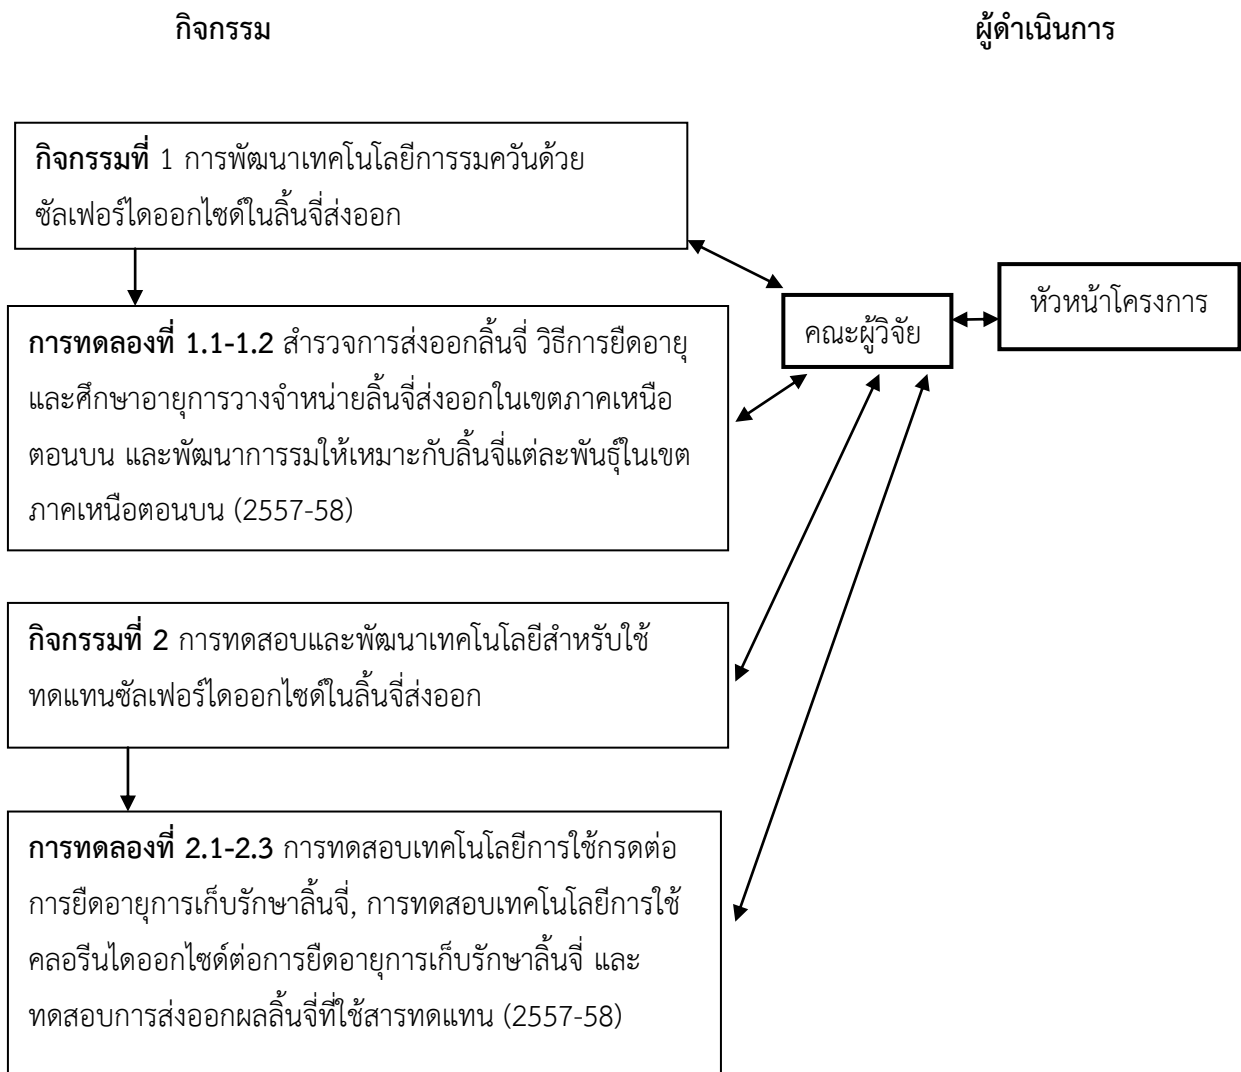 กิจกรรม
ผู้ดำเนินการ
กิจกรรมที่ 1 การพัฒนาเทคโนโลยีการรมควันด้วย
ซัลเฟอร์ไดออกไซด์ในลิ้นจี่ส่งออก
การทดลองที่ 1.1-1.2 สำรวจการส่งออกลิ้นจี่ วิธีการยืดอายุ
และศึกษาอายุการวางจำหน่ายลิ้นจี่ส่งออกในเขตภาคเหนือ
ตอนบน และพัฒนาการรมให้เหมาะกับลิ้นจี่แต่ละพันธุ์ในเขต
ภาคเหนือตอนบน (2557-58)
คณะผู้วิจัย
หัวหน้าโครงการ
กิจกรรมที่ 2 การทดสอบและพัฒนาเทคโนโลยีสำหรับใช้
ทดแทนซัลเฟอร์ไดออกไซด์ในลิ้นจี่ส่งออก
การทดลองที่ 2.1-2.3 การทดสอบเทคโนโลยีการใช้กรดต่อ
การยืดอายุการเก็บรักษาลิ้นจี่, การทดสอบเทคโนโลยีการใช้
คลอรีนไดออกไซด์ต่อการยืดอายุการเก็บรักษาลิ้นจี่ และ
ทดสอบการส่งออกผลลิ้นจี่ที่ใช้สารทดแทน (2557-58)